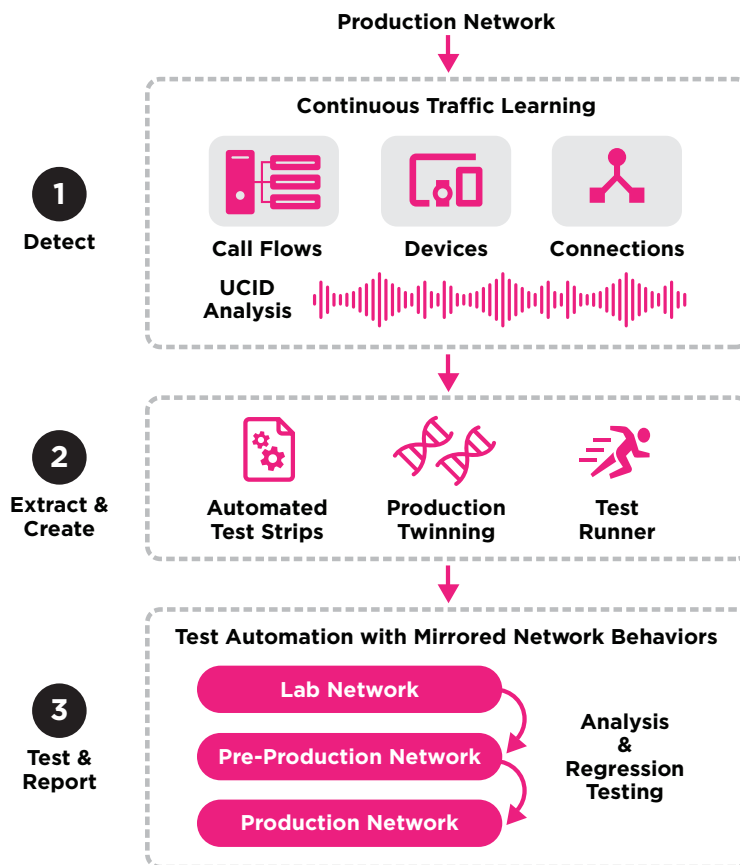 Production Network
Continuous Traffic Learning
1
Detect
Call Flows
Devices
Connections
UCID
Analysis
2
Extract &
Create
Automated
Test Strips
Production
Twinning
Test
Runner
3
Test &
Report
Test Automation with Mirrored Network Behaviors
Lab Network
Pre-Production Network
Production Network
Analysis
&
Regression
Testing